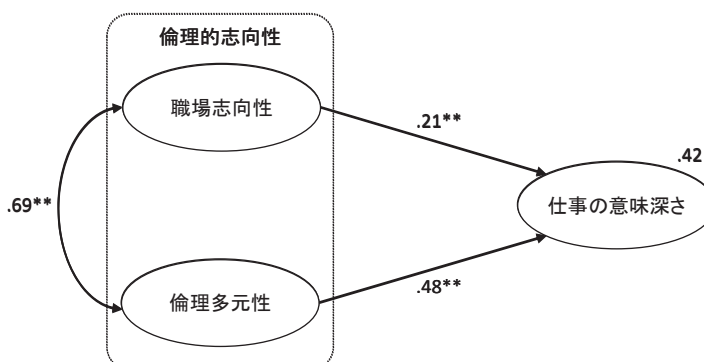 倫理的志向性
職場志向性
.21**
.42
.69**
仕事の意味深さ
倫理多元性
.48**